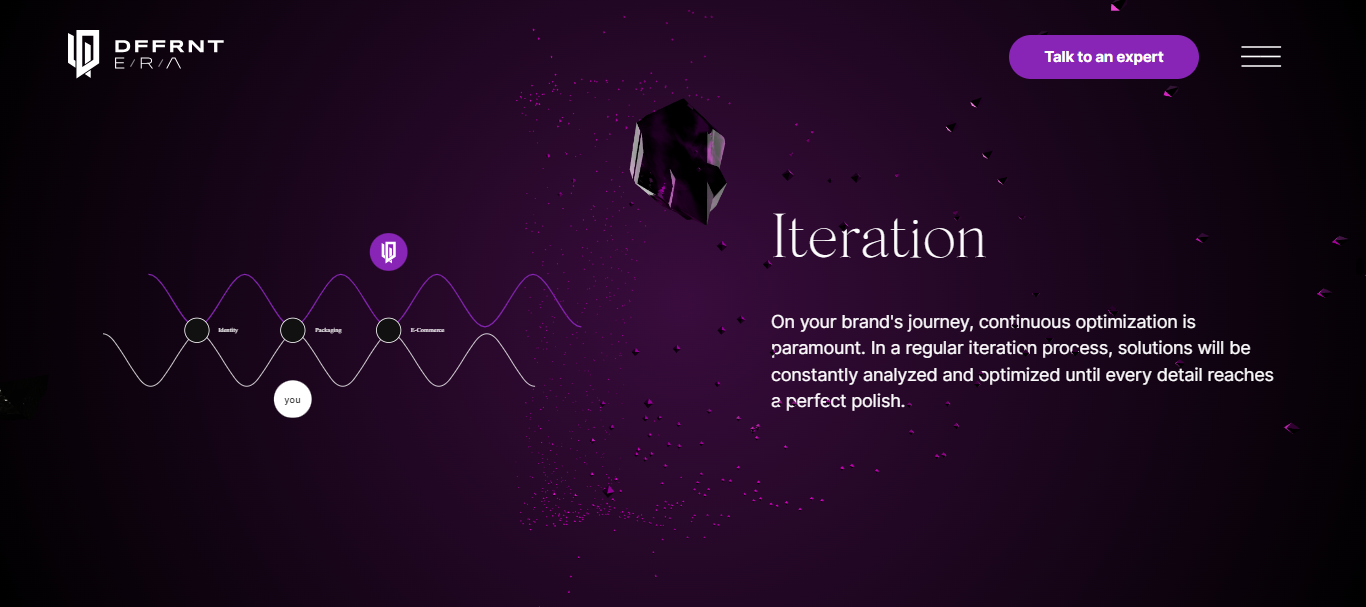 DFFRNT
E/R/Λ
Talk to an expert
Iteration
Identity
Packaging
E-Commerce
you
On your brand's journey, continuous optimization is
paramount. In a regular iteration process, solutions will be
constantly analyzed and optimized until every detail reaches
a perfect polish.